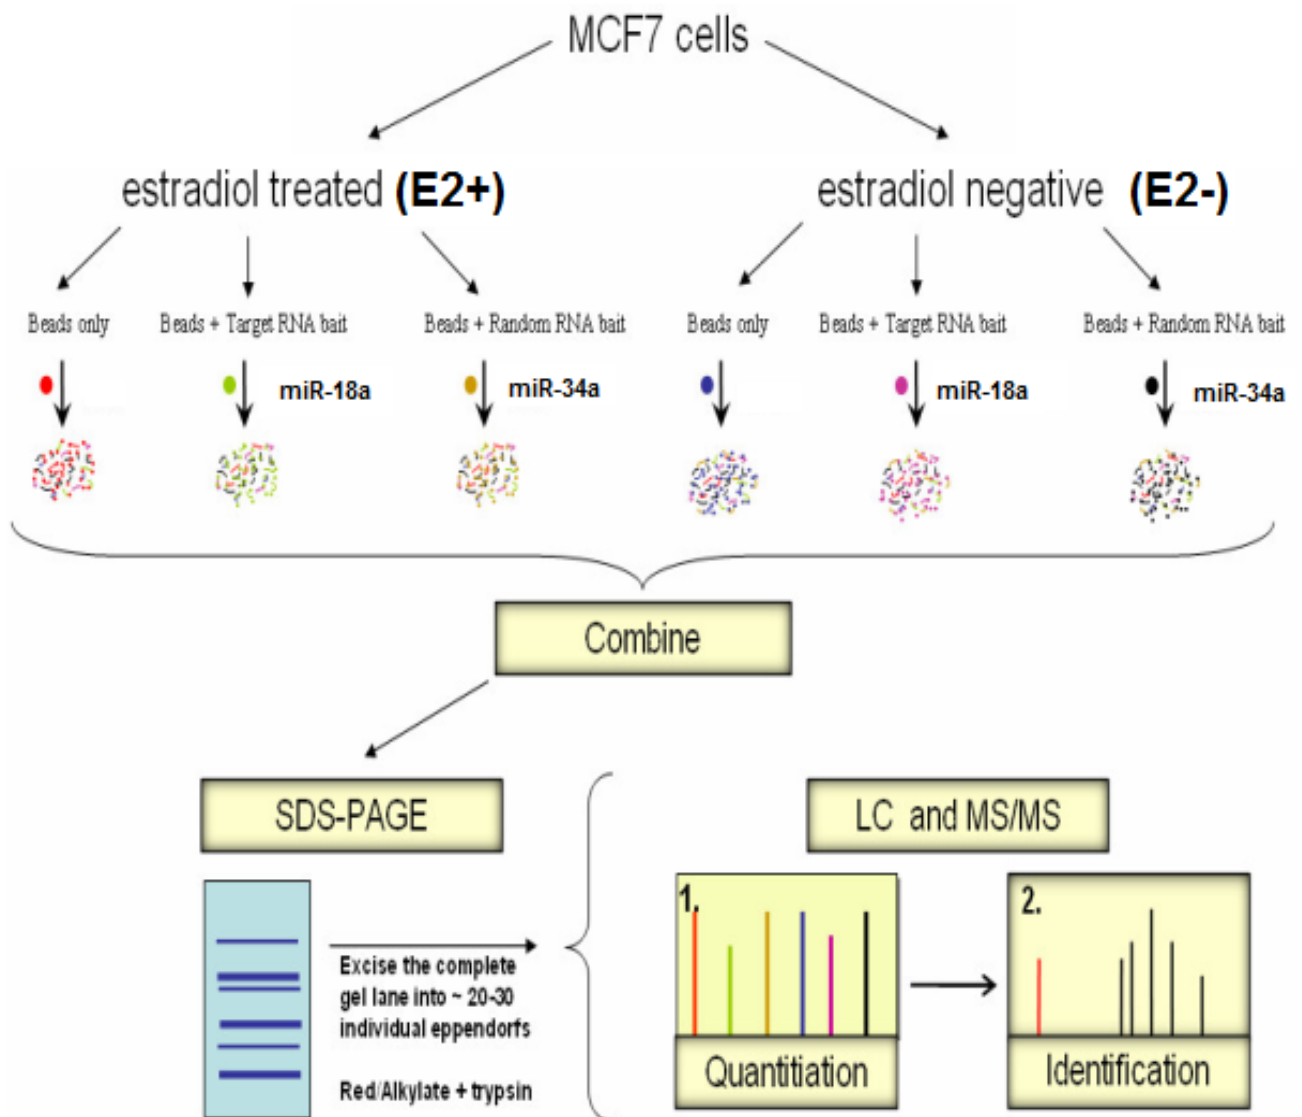 MCF7 cells
estradiol treated (E2+)
estradiol negative (E2-)
Beads only
Beads + Target RNA bait
Beads + Random RNA bait
Beads only
Beads + Target RNA bait
Beads + Random RNA bait
miR-18a
miR-34a
miR-18a
miR-34a
Combine
SDS-PAGE
LC and MS/MS
Excise the complete
gel lane into ~ 20-30
individual eppendorfs
Red/Alkylate + trypsin
1.
Quantitiation
2.
Identification